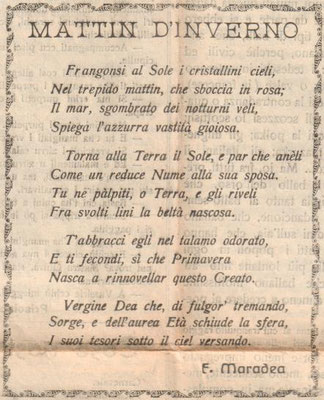 MATTIN D'INVERNO
Frangonsi al Sole i cristallini cieli,
Nel trepido mattin, che sboccia in rosa;
Il mar, sgombrato dei notturni veli,
Spiega l'azzurra vastità gioiosa,
Torna alla Terra il Sole, e par che anèli
Come un reduce Nume alla sua sposa.
Tu ne pàlpiti, o Terra, e gli riveli
Fra svolti lini la beltà nascosa.
T'abbracci egli nel talamo odorato,
E ti fecondi, sì che Primavera
Nasca a rinnovellar questo Creato.
Vergine Dea che, di fulgor' tremando,
Sorge, e dell'aurea Età schiude la sfera,
I suoi tesori sotto il ciel versando.
F. Maradea